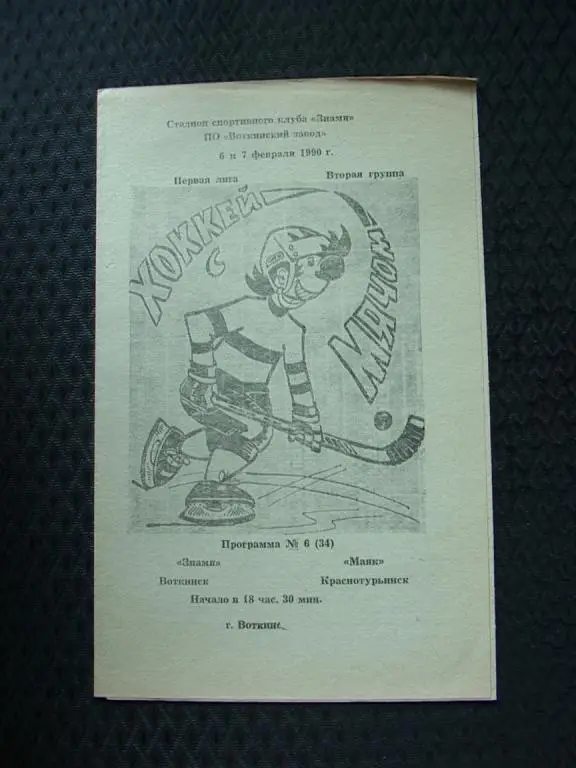 Стадион спортивного клуба «Знамя»
ПО «Воткинский завод»
6 и 7 февраля 1990 г.
Первая лига Вторая группа
ХОККЕЙ С МЯЧОМ
Программа № 6 (34)
«Знамя» «Маяк»
Воткинск Краснотурьинск
Начало в 18 час. 30 мин.
г. Воткинс